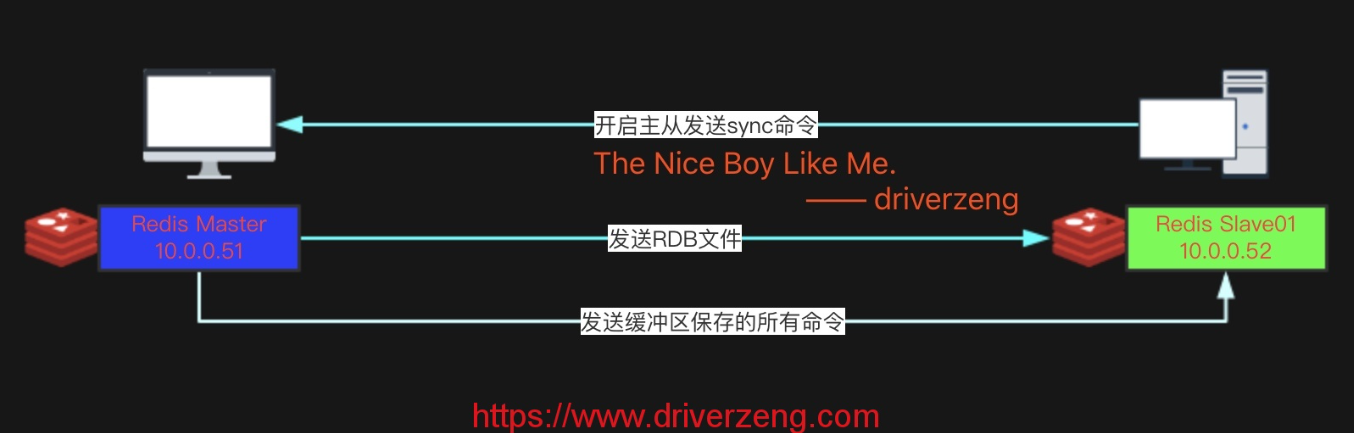 开启主从发送sync命令
The Nice Boy Like Me.
—— driverzeng
Redis Master
10.0.0.51
发送RDB文件
Redis Slave01
10.0.0.52
发送缓冲区保存的所有命令
https://www.driverzeng.com